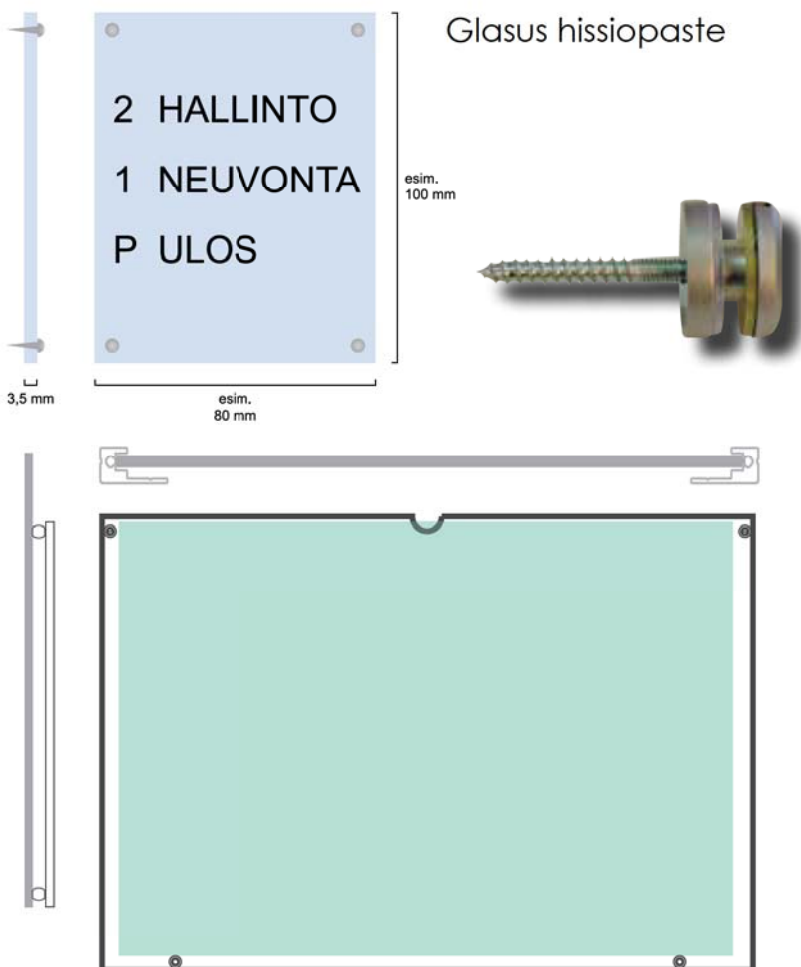 Glasus hissiopaste
2 HALLINTO
1 NEUVONTA
P ULOS
esim.
100 mm
3,5 mm
esim.
80 mm